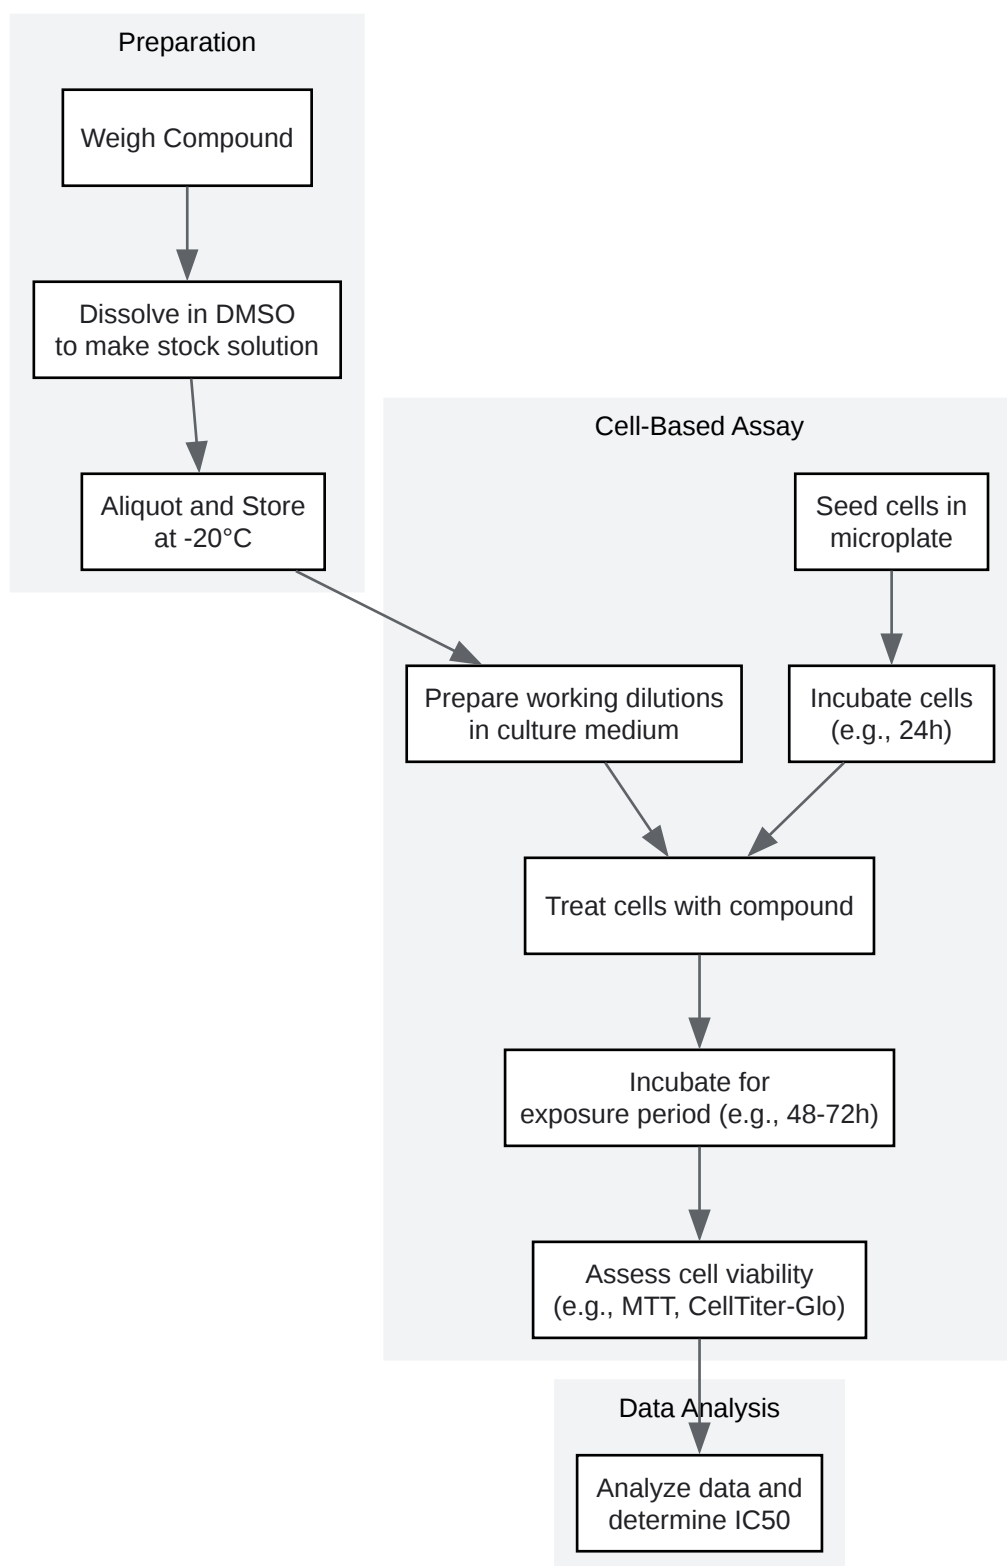 Preparation
Weigh Compound
Dissolve in DMSO
to make stock solution
Aliquot and Store
at -20°C
Cell-Based Assay
Seed cells in
microplate
Prepare working dilutions
in culture medium
Incubate cells
(e.g., 24h)
Treat cells with compound
Incubate for
exposure period (e.g., 48-72h)
Assess cell viability
(e.g., MTT, CellTiter-Glo)
Data Analysis
Analyze data and
determine IC50